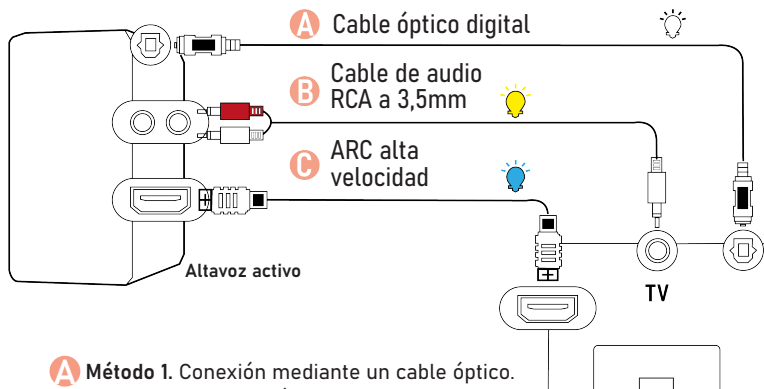 A Cable óptico digital
B Cable de audio
RCA a 3,5mm
C ARC alta
velocidad
Altavoz activo
TV
A Método 1. Conexión mediante un cable óptico.